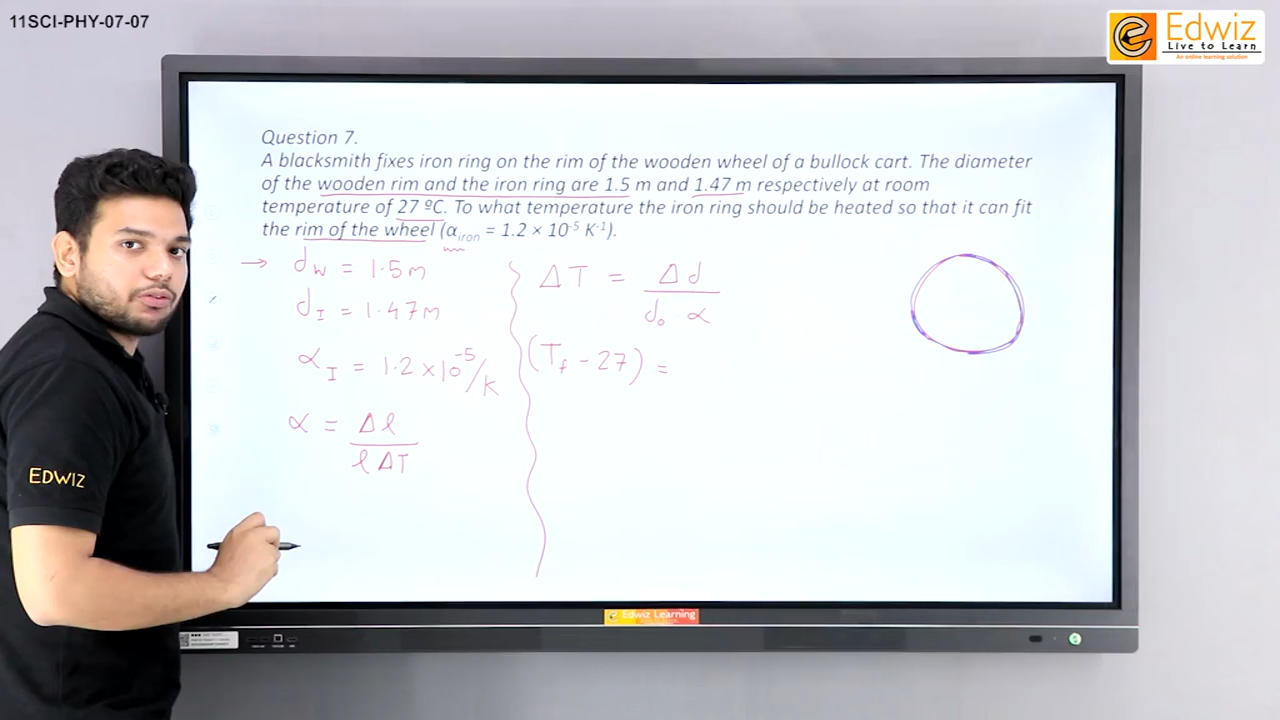 11SCI-PHY-07-07
Edwiz
Live to Learn
An online learning solution
Question 7.
A blacksmith fixes iron ring on the rim of the wooden wheel of a bullock cart. The diameter
of the wooden rim and the iron ring are 1.5 m and 1.47 m respectively at room
temperature of 27 ºC. To what temperature the iron ring should be heated so that it can fit
the rim of the wheel (αiron = 1.2 × 10-5 K-1).
→ dW = 1.5m
dI = 1.47m
αI = 1.2 × 10-5/K
α = Δl / l ΔT
ΔT = Δd / d₀ · α
(Tf - 27) =
EDWIZ
Edwiz Learning